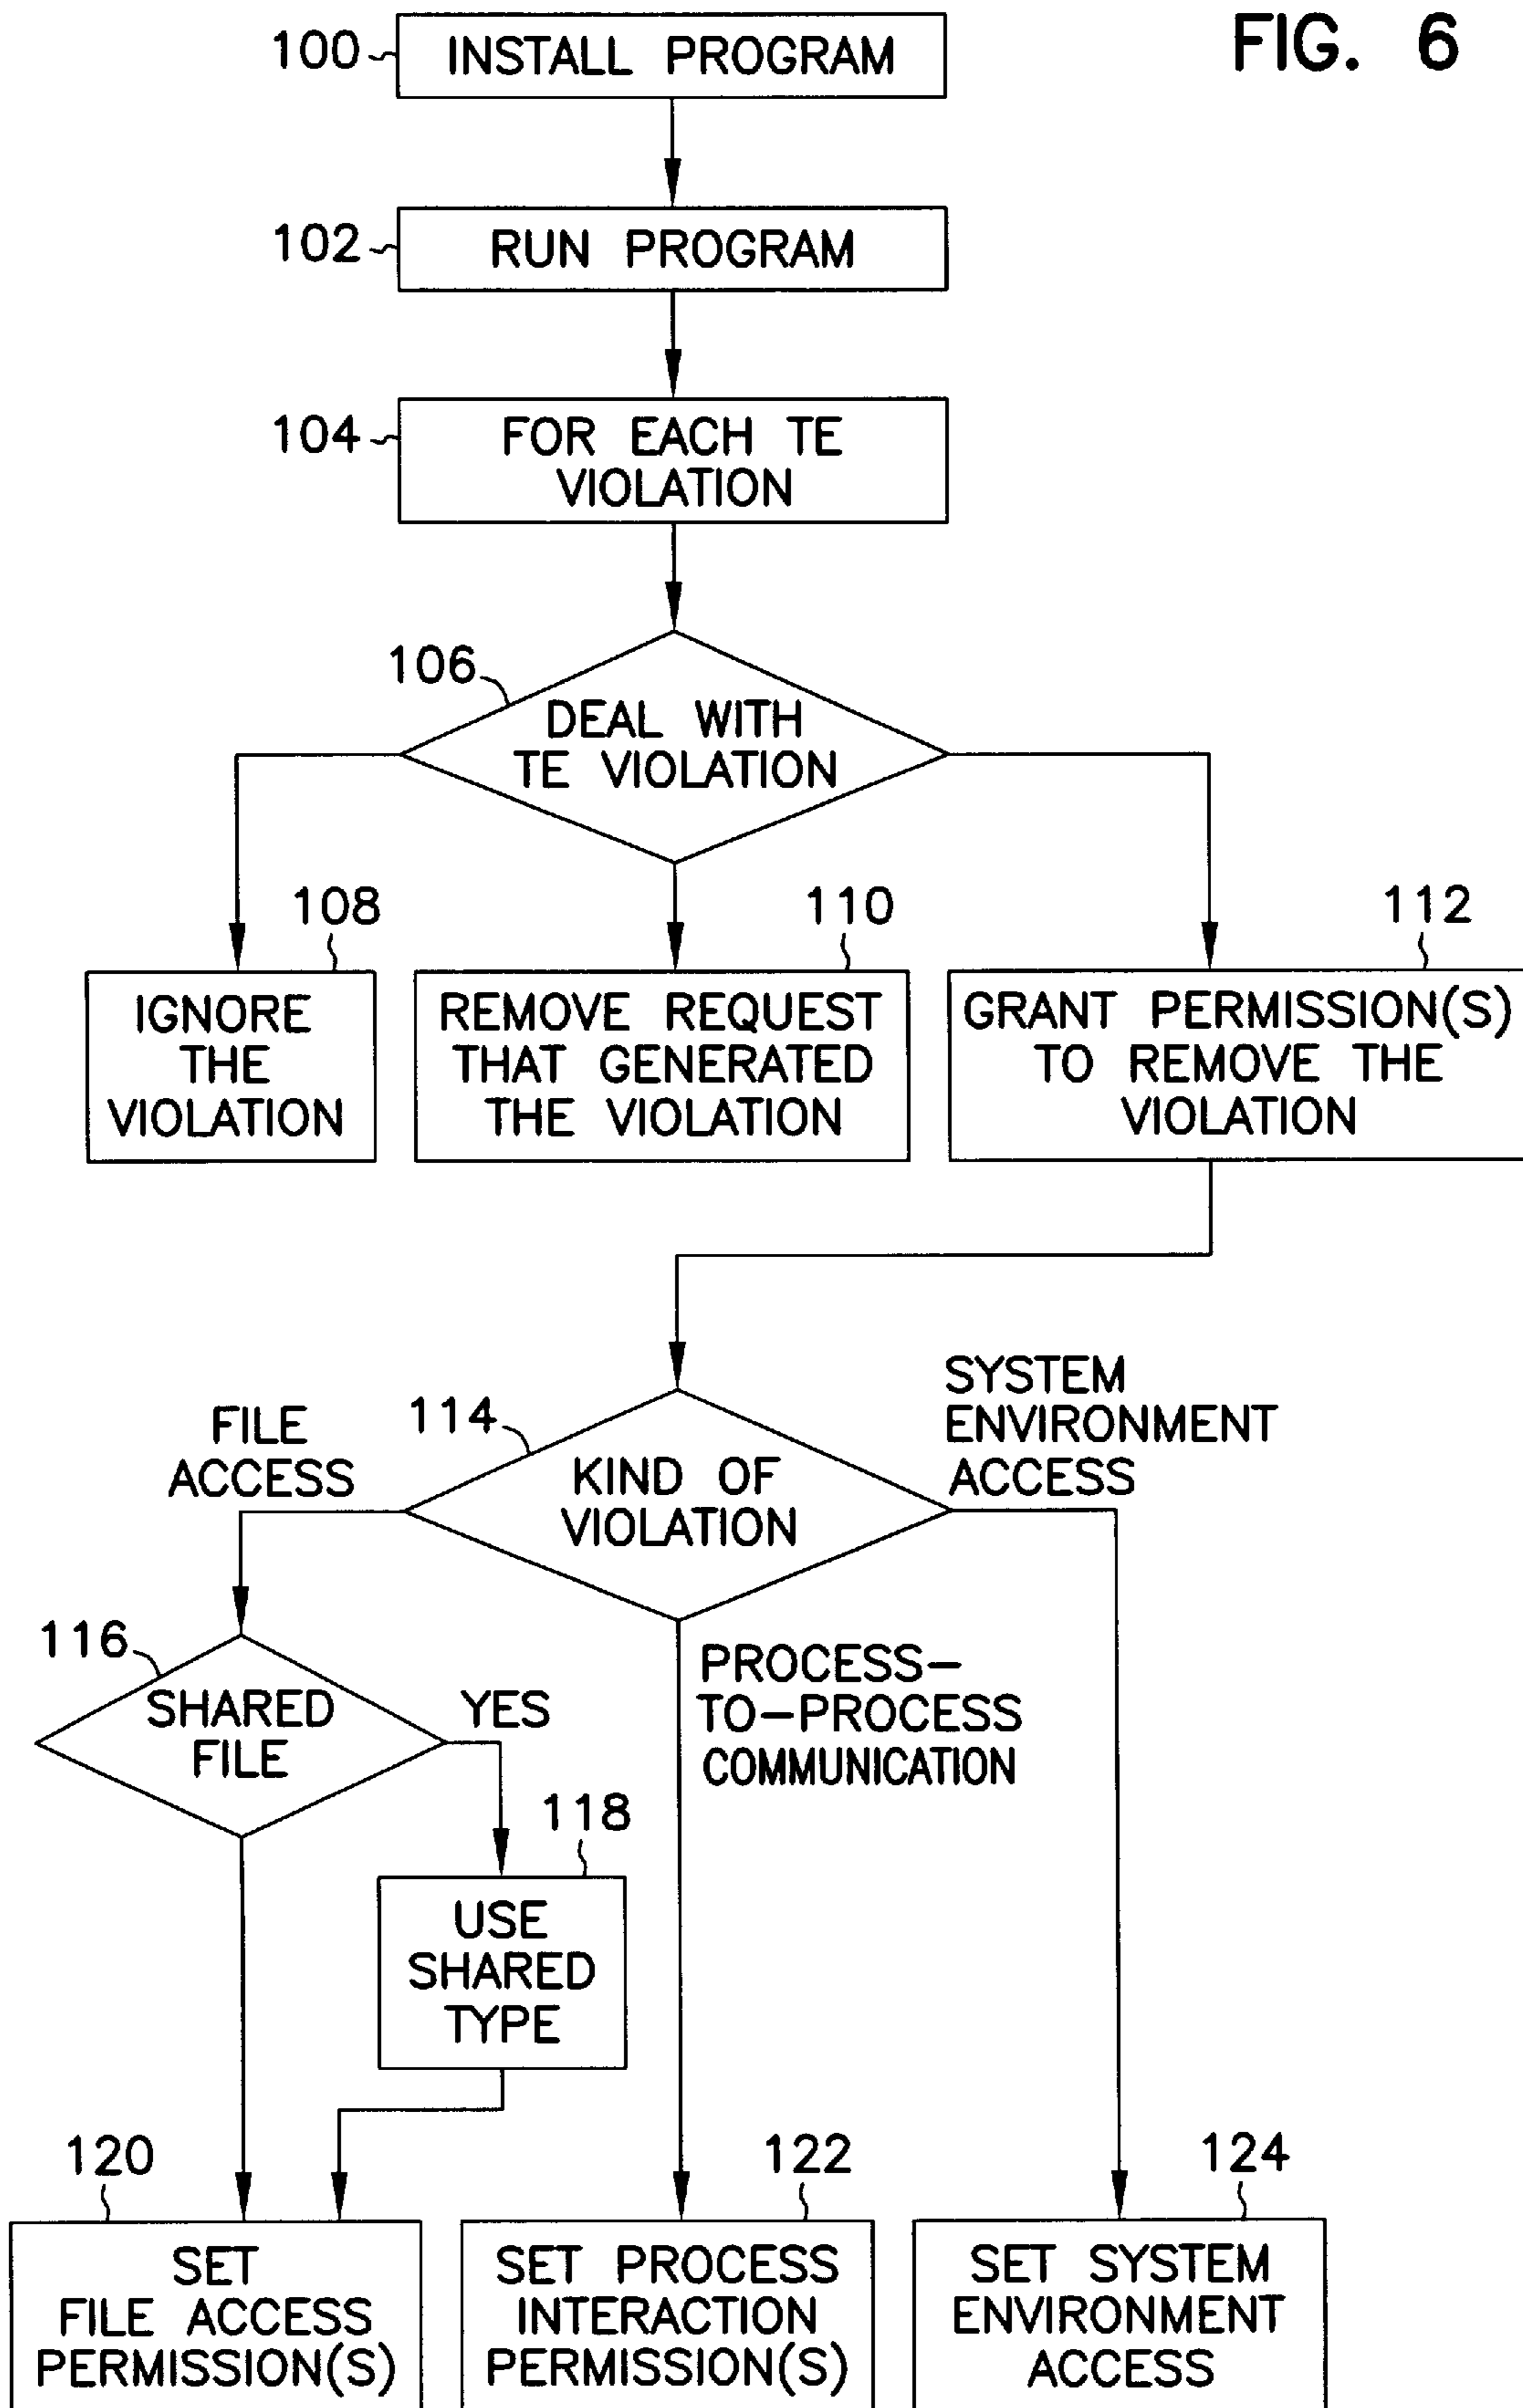 FIG. 6
100
INSTALL PROGRAM
102
RUN PROGRAM
104
FOR EACH TE
VIOLATION
106
DEAL WITH
TE VIOLATION
108
IGNORE
THE
VIOLATION
110
REMOVE REQUEST
THAT GENERATED
THE VIOLATION
112
GRANT PERMISSION(S)
TO REMOVE THE
VIOLATION
114
KIND OF
VIOLATION
FILE
ACCESS
SYSTEM
ENVIRONMENT
ACCESS
PROCESS-
TO-PROCESS
COMMUNICATION
116
SHARED
FILE
YES
118
USE
SHARED
TYPE
120
SET
FILE ACCESS
PERMISSION(S)
122
SET PROCESS
INTERACTION
PERMISSION(S)
124
SET SYSTEM
ENVIRONMENT
ACCESS